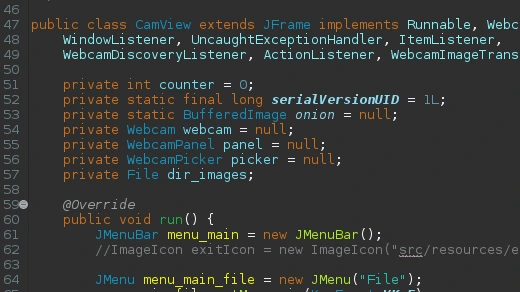 46
47 public class CamView extends JFrame implements Runnable, Webc
48 WindowListener, UncaughtExceptionHandler, ItemListener,
49 WebcamDiscoveryListener, ActionListener, WebcamImageTrans
50
51 private int counter = 0;
52 private static final long serialVersionUID = 1L;
53 private static BufferedImage onion = null;
54 private Webcam webcam = null;
55 private WebcamPanel panel = null;
56 private WebcamPicker picker = null;
57 private File dir_images;
58
59 @Override
60 public void run() {
61 JMenuBar menu_main = new JMenuBar();
62 //ImageIcon exitIcon = new ImageIcon("src/resources/e
63
64 JMenu menu_main_file = new JMenu("File");